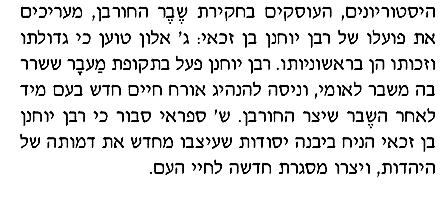 היסטוריונים, העוסקים בחקירת שֶבֶר החורבן, מעריכים
את פועלו של רבן יוחנן בן זכאי: ג' אלון טוען כי גדולתו
וזכותו הן בראשוניותו. רבן יוחנן פעל בתקופת מַעבָר ששרר
בה משבר לאומי, וניסה להנהיג אורח חיים חדש בעם מיד
לאחר השֶבר שיצר החורבן. ש' ספראי סבור כי רבן יוחנן
בן זכאי הניח ביבנה יסודות שעיצבו מחדש את דמותה של
היהדות, ויצרו מסגרת חדשה לחיי העם.